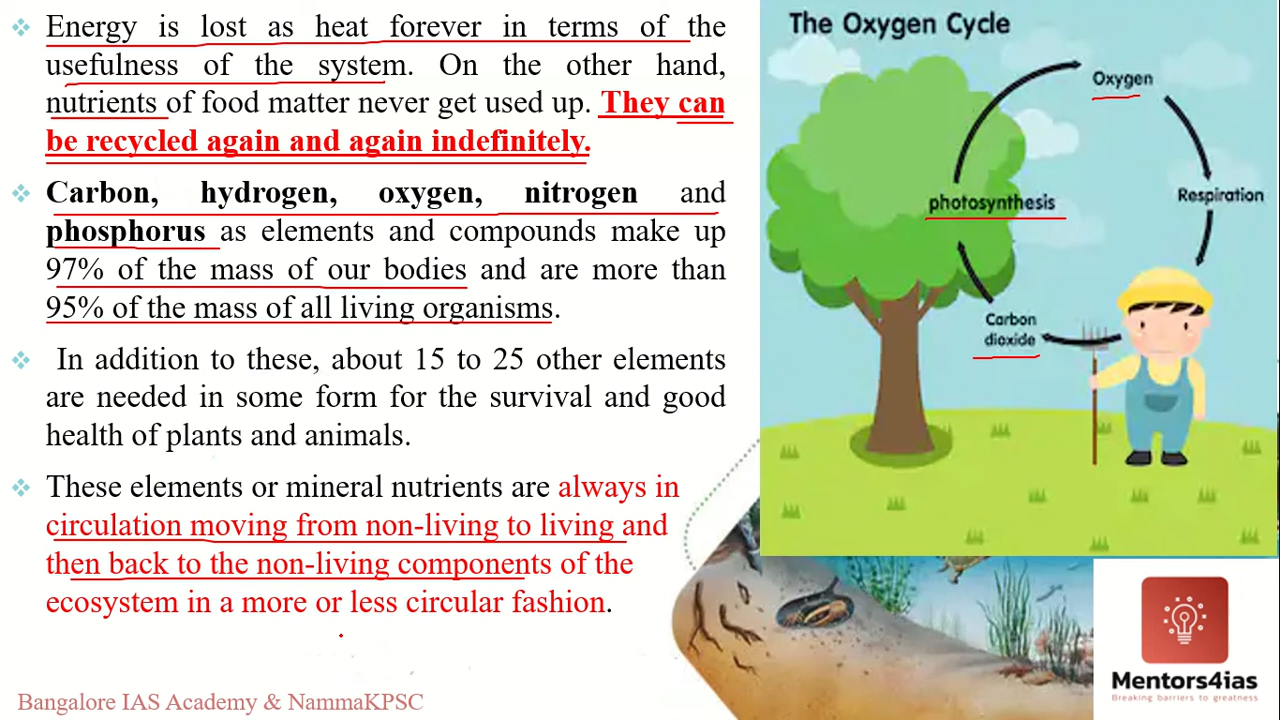 Energy is lost as heat forever in terms of the
usefulness of the system. On the other hand,
nutrients of food matter never get used up. They can
be recycled again and again indefinitely.
Carbon, hydrogen, oxygen, nitrogen and
phosphorus as elements and compounds make up
97% of the mass of our bodies and are more than
95% of the mass of all living organisms.
In addition to these, about 15 to 25 other elements
are needed in some form for the survival and good
health of plants and animals.
These elements or mineral nutrients are always in
circulation moving from non-living to living and
then back to the non-living components of the
ecosystem in a more or less circular fashion.
Bangalore IAS Academy & NammaKPSC
The Oxygen Cycle
Oxygen
Respiration
photosynthesis
Carbon
dioxide
Mentors4ias
Breaking barriers to greatness